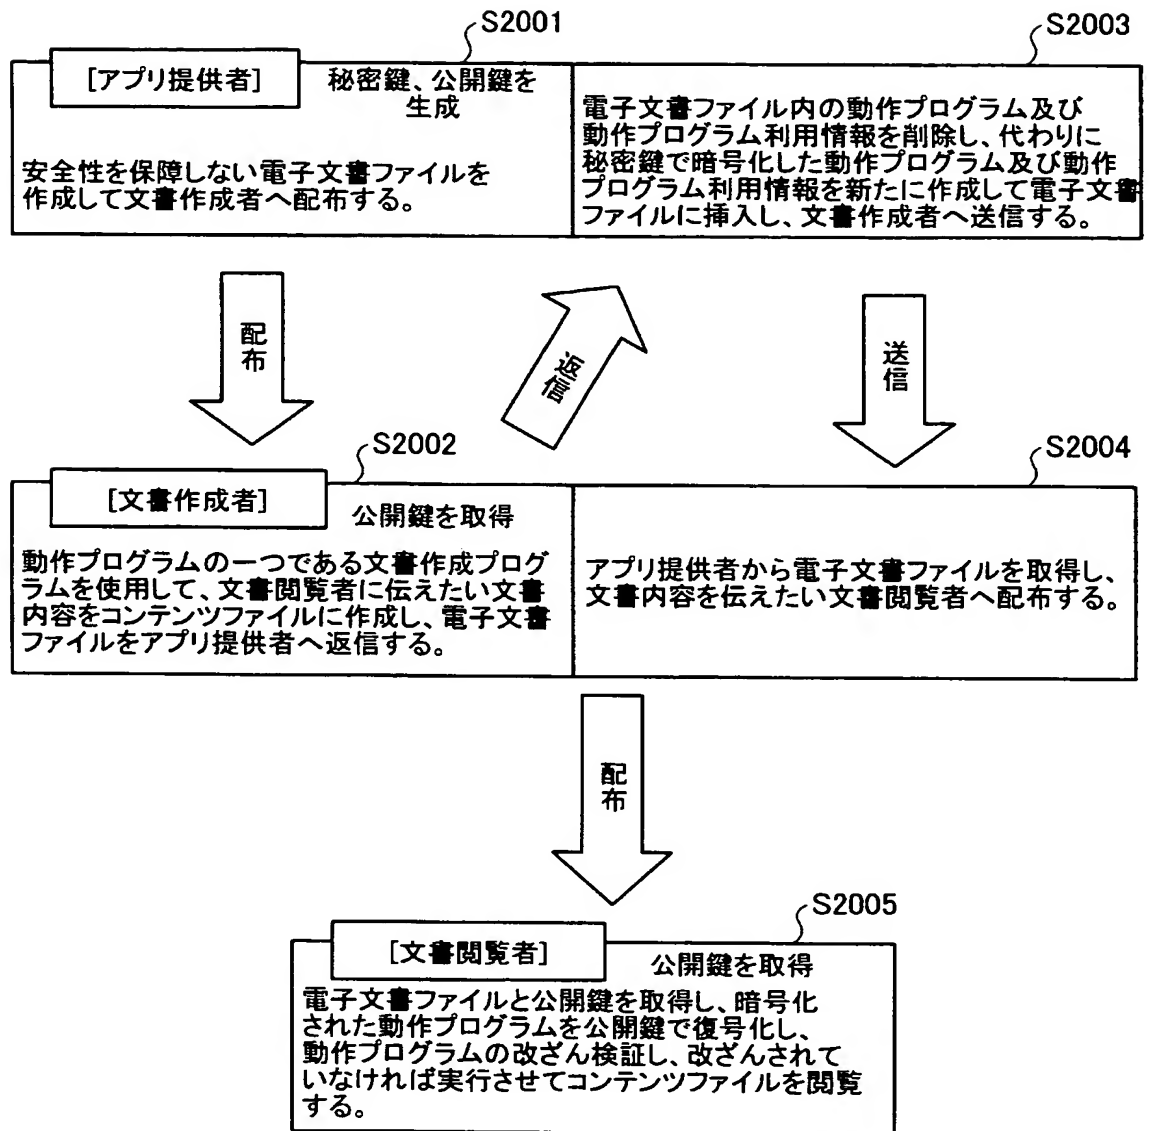 S2001
[アプリ提供者]
秘密鍵、公開鍵を
生成
安全性を保障しない電子文書ファイルを
作成して文書作成者へ配布する。
S2003
電子文書ファイル内の動作プログラム及び
動作プログラム利用情報を削除し、代わりに
秘密鍵で暗号化した動作プログラム及び動作
プログラム利用情報を新たに作成して電子文書
ファイルに挿入し、文書作成者へ送信する。
配布
返信
送信
S2002
[文書作成者]
公開鍵を取得
動作プログラムの一つである文書作成プログ
ラムを使用して、文書閲覧者に伝えたい文書
内容をコンテンツファイルに作成し、電子文書
ファイルをアプリ提供者へ返信する。
S2004
アプリ提供者から電子文書ファイルを取得し、
文書内容を伝えたい文書閲覧者へ配布する。
配布
S2005
[文書閲覧者]
公開鍵を取得
電子文書ファイルと公開鍵を取得し、暗号化
された動作プログラムを公開鍵で復号化し、
動作プログラムの改ざん検証し、改ざんされて
いなければ実行させてコンテンツファイルを閲覧
する。